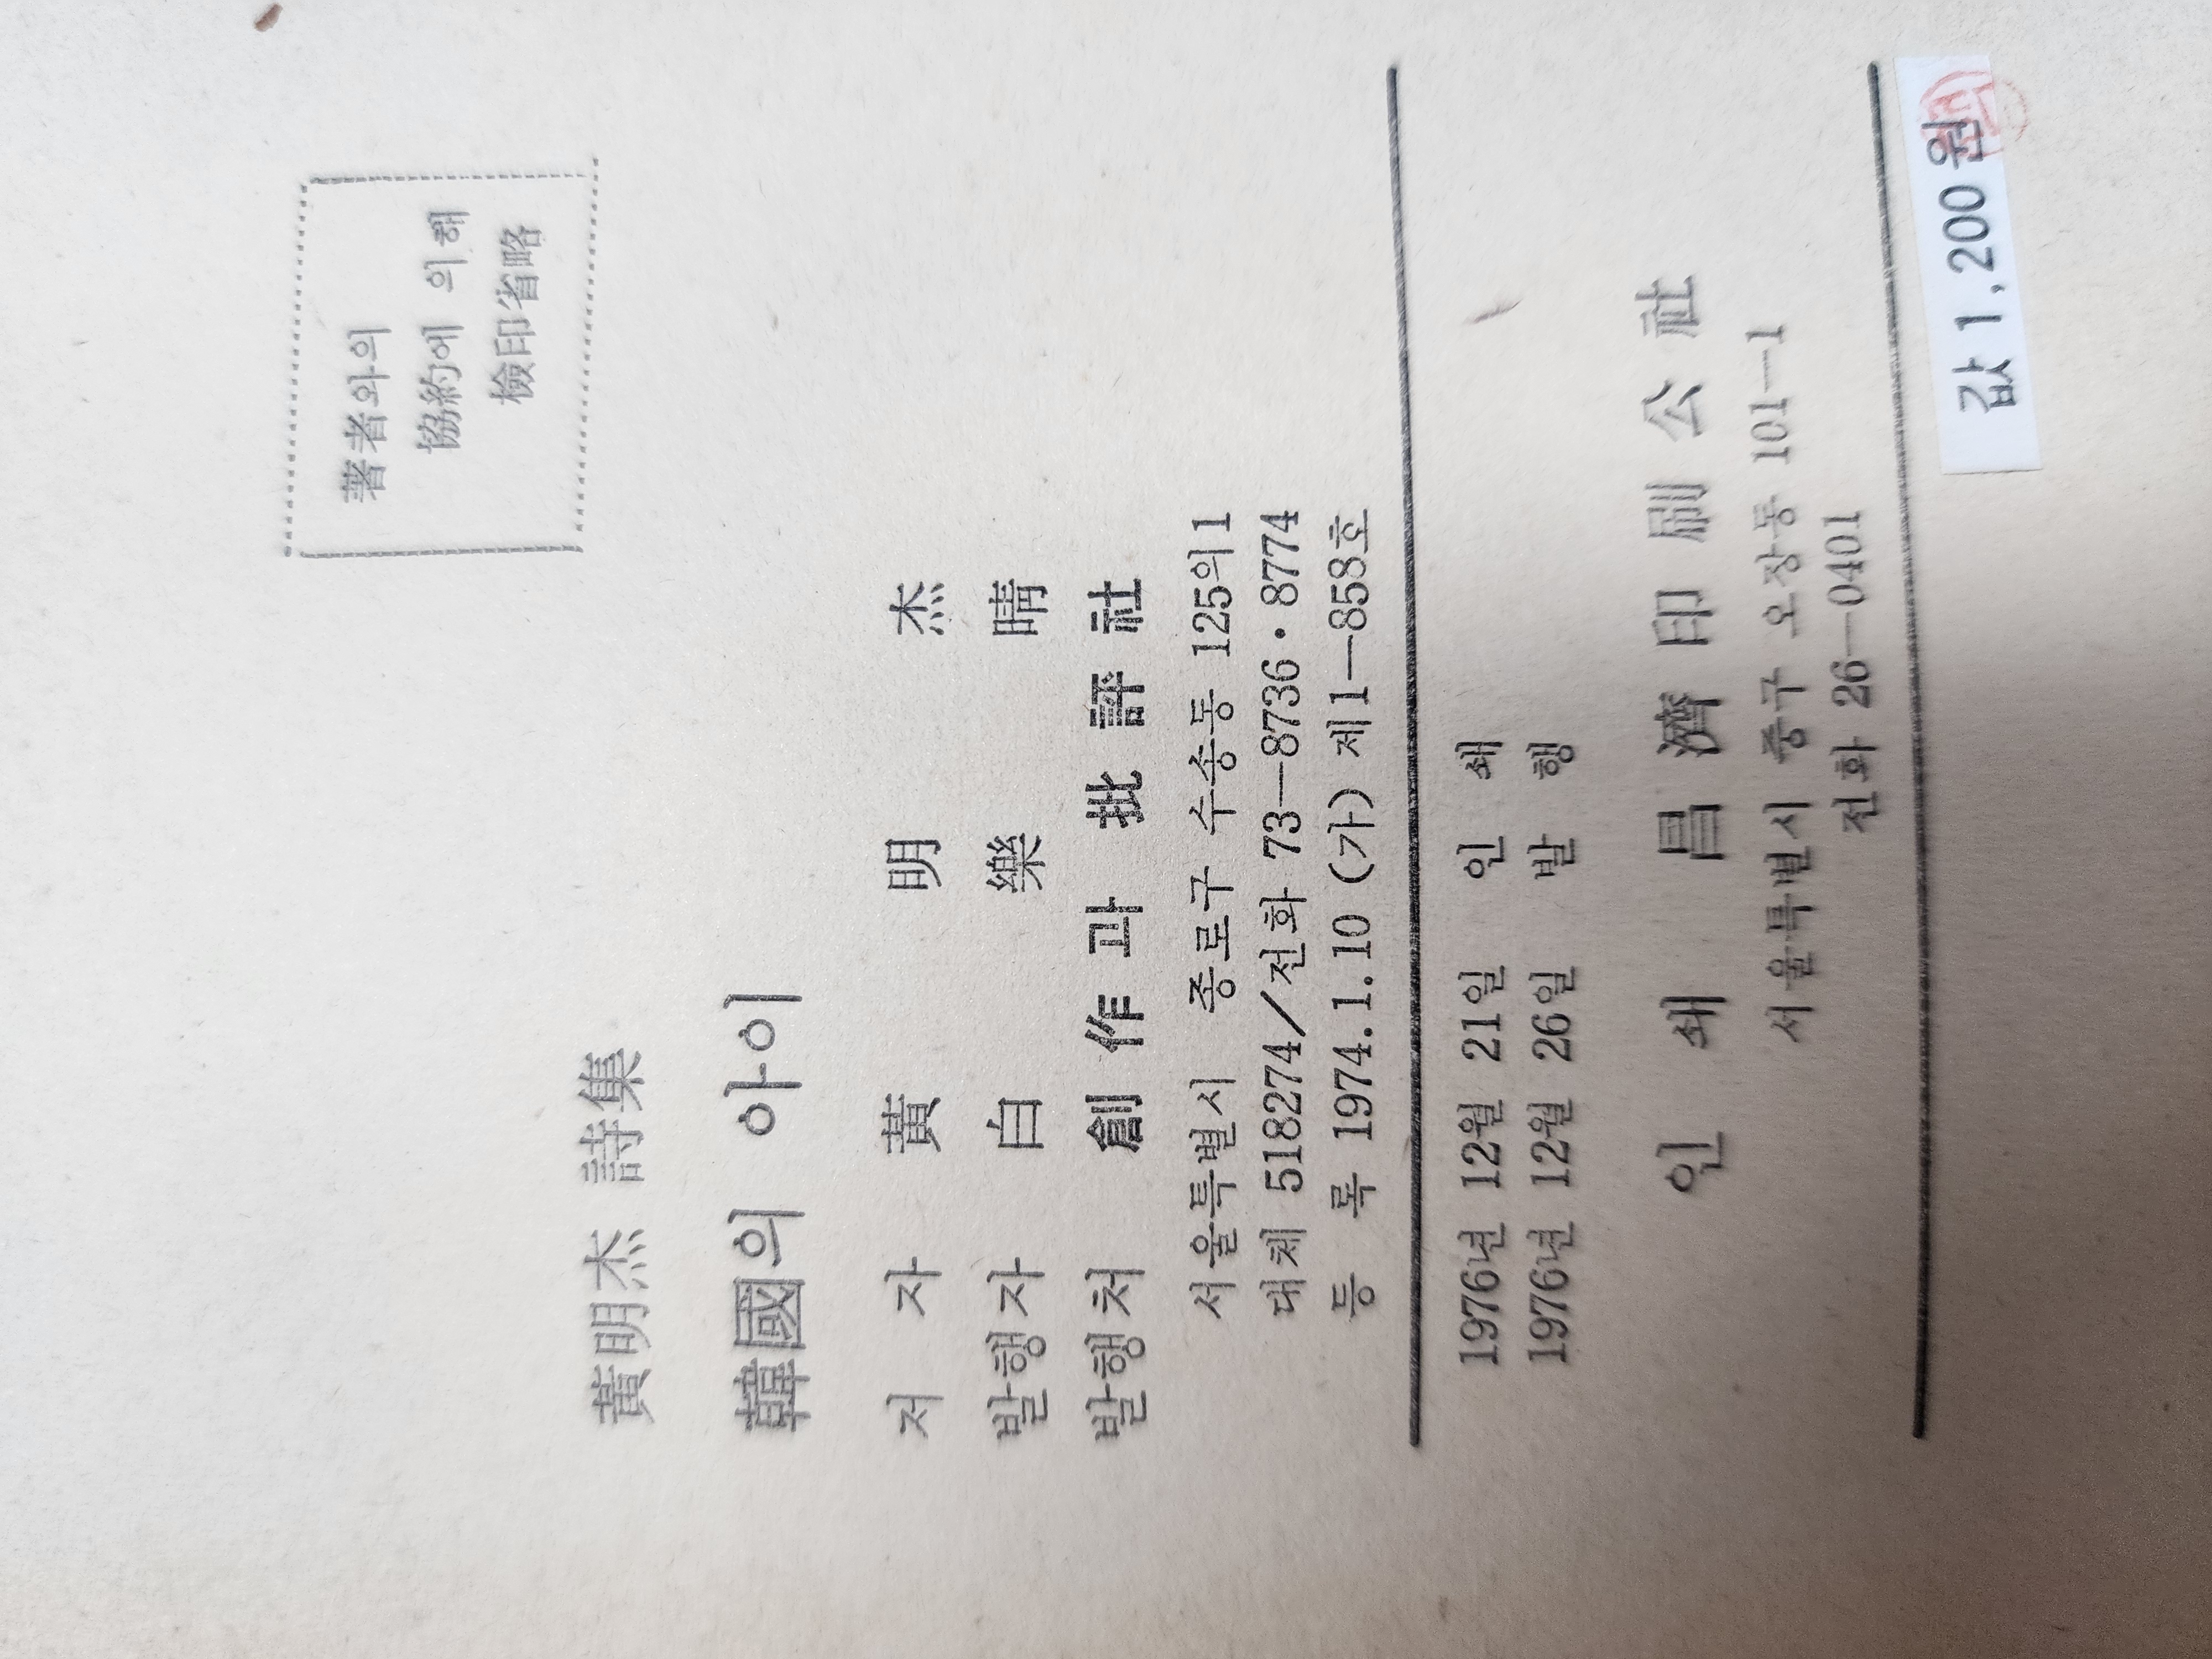 著者와의
協約에 의해
檢印省略
黃明杰 詩集
韓國의 아이
저 자 黃 明 杰
발행자 白 樂 晴
발행처 創作과批評社
서울특별시 종로구 수송동 125의1
대체 518274/전화 73—8736·8774
등 록 1974.1.10 (가) 제1—858호
1976년 12월 21일 인 쇄
1976년 12월 26일 발 행
인 쇄 昌 濟 印 刷 公 社
서울특별시 중구 오장동 101—1
전화 26—0401
값 1,200원